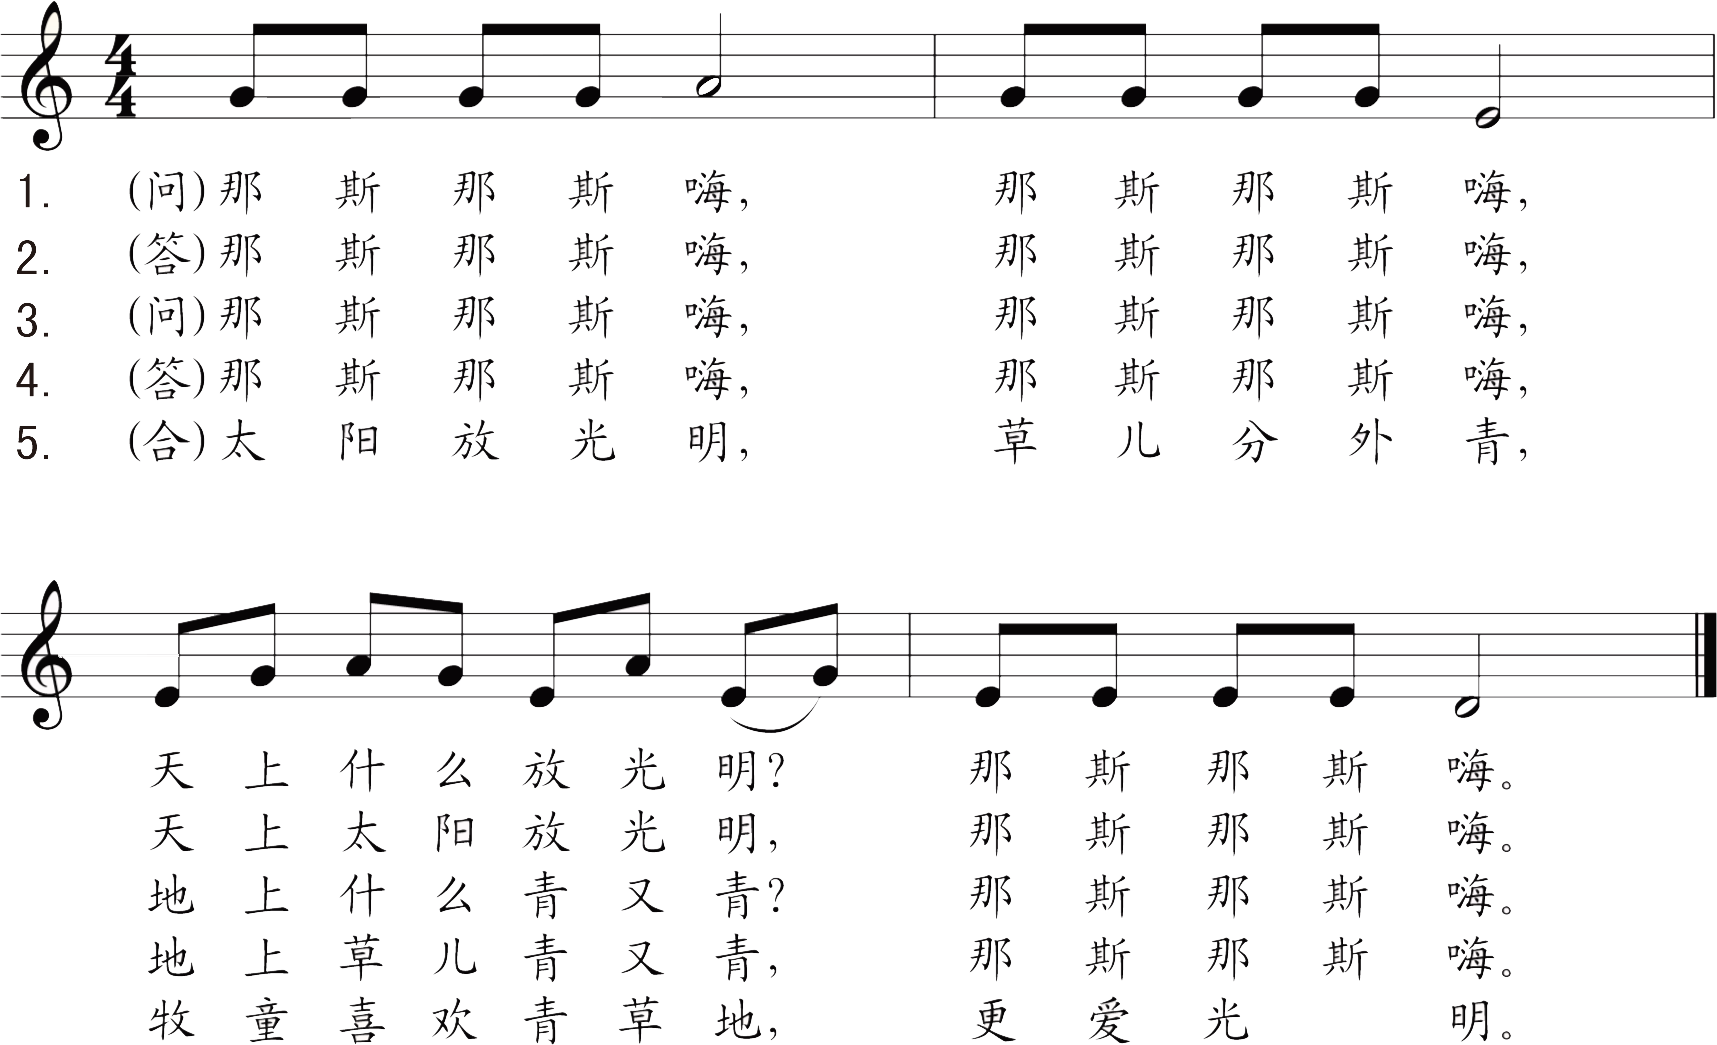 4/4
1. (问)那斯那斯嗨, 那斯那斯嗨,
2. (答)那斯那斯嗨, 那斯那斯嗨,
3. (问)那斯那斯嗨, 那斯那斯嗨,
4. (答)那斯那斯嗨, 那斯那斯嗨,
5. (合)太阳放光明, 草儿分外青,
天上什么放光明? 那斯那斯嗨。
天上太阳放光明, 那斯那斯嗨。
地上什么青又青? 那斯那斯嗨。
地上草儿青又青, 那斯那斯嗨。
牧童喜欢青草地, 更爱光明。